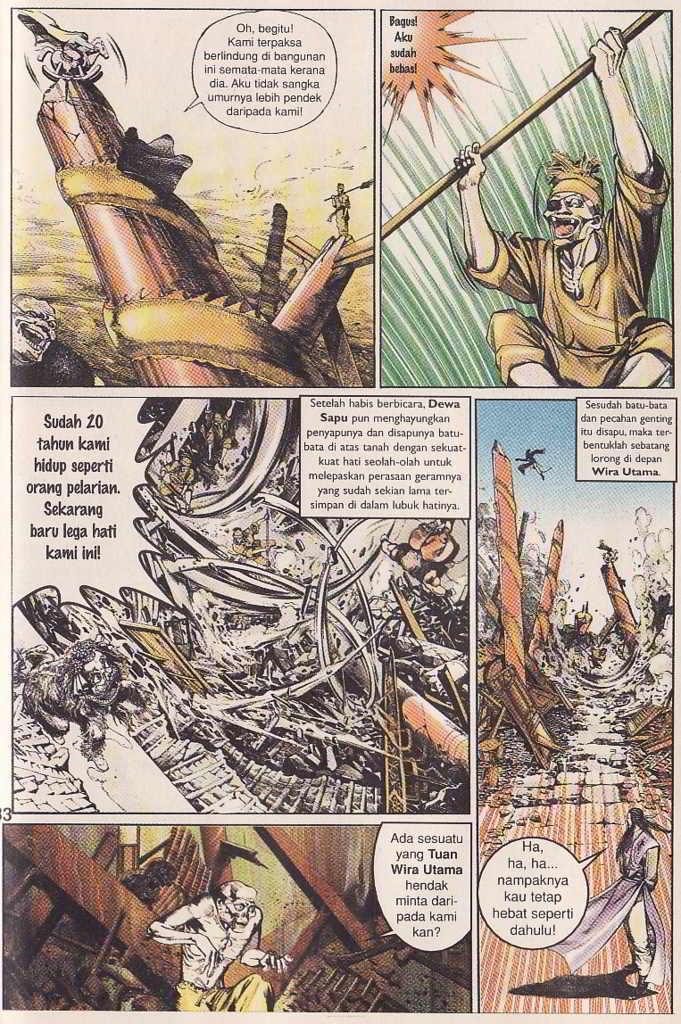 Oh, begitu!
Kami terpaksa
berlindung di bangunan
ini semata-mata kerana
dia. Aku tidak sangka
umurnya lebih pendek
daripada kami!
Bagus!
Aku
sudah
bebas!
Sudah 20
tahun kami
hidup seperti
orang pelarian.
Sekarang
baru lega hati
kami ini!
Setelah habis berbicara, Dewa
Sapu pun menghayungkan
penyapunya dan disapunya batu-
bata di atas tanah dengan sekuat-
kuat hati seolah-olah untuk
melepaskan perasaan geramnya
yang sudah sekian lama ter-
simpan di dalam lubuk hatinya.
Sesudah batu-bata
dan pecahan genting
itu disapu, maka ter-
bentuklah sebatang
lorong di depan
Wira Utama.
Ha,
ha, ha...
nampaknya
kau tetap
hebat seperti
dahulu!
Ada sesuatu
yang Tuan
Wira Utama
hendak
minta dari-
pada kami
kan?